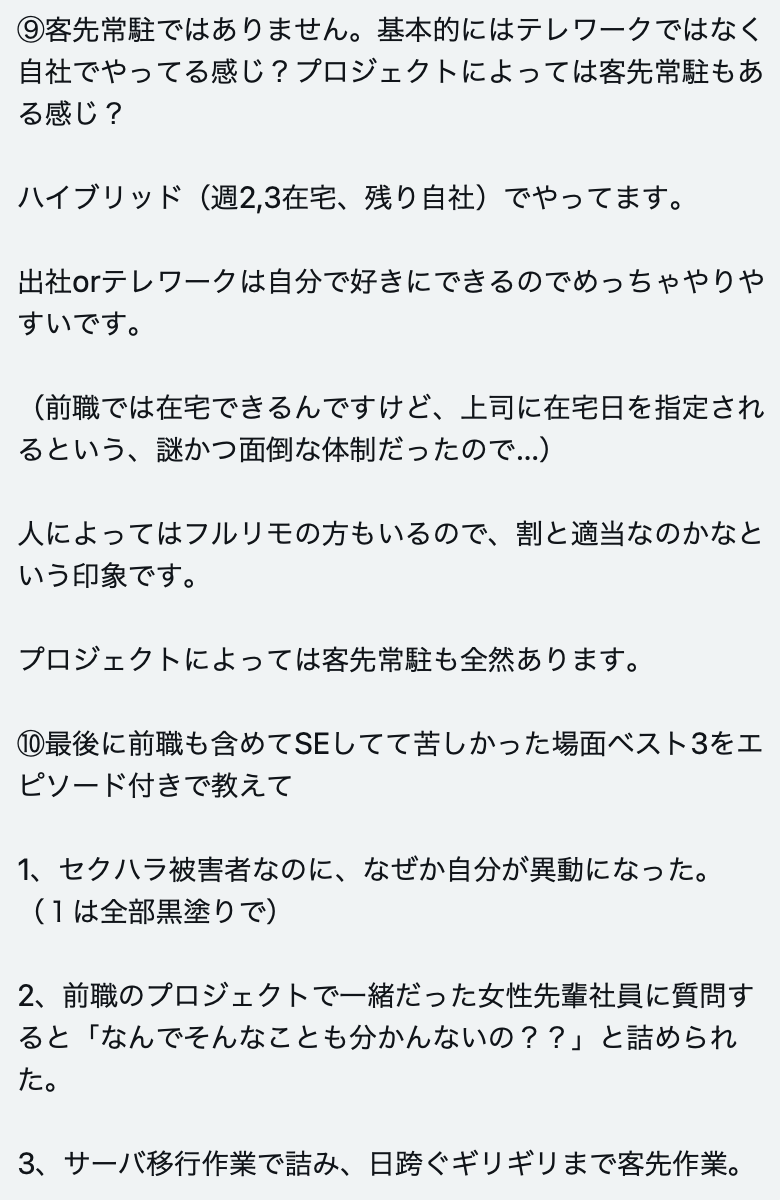 ⑨客先常駐ではありません。基本的にはテレワークではなく
自社でやってる感じ？プロジェクトによっては客先常駐もあ
る感じ？
ハイブリッド（週2,3在宅、残り自社）でやってます。
出社orテレワークは自分で好きにできるのでめっちゃやりや
すいです。
（前職では在宅できるんですけど、上司に在宅日を指定され
るという、謎かつ面倒な体制だったので...）
人によってはフルリモの方もいるので、割と適当なのかなと
いう印象です。
プロジェクトによっては客先常駐も全然あります。
⑩最後に前職も含めてSEしてて苦しかった場面ベスト3をエ
ピソード付きで教えて
1、セクハラ被害者なのに、なぜか自分が異動になった。
（１は全部黒塗りで）
2、前職のプロジェクトで一緒だった女性先輩社員に質問す
ると「なんでそんなことも分かんないの？？」と詰められ
た。
3、サーバ移行作業で詰み、日跨ぐギリギリまで客先作業。